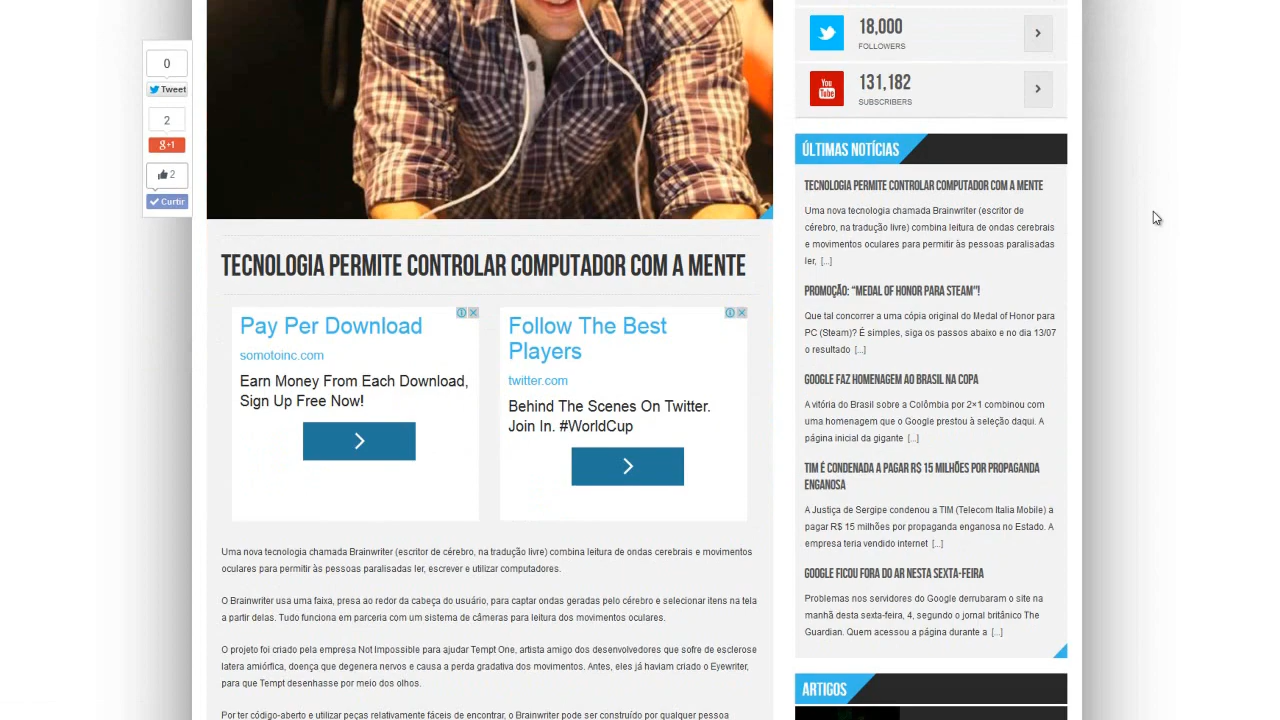 0
Tweet
2
g+1
2
Curtir
TECNOLOGIA PERMITE CONTROLAR COMPUTADOR COM A MENTE
Pay Per Download
somotoinc.com
Earn Money From Each Download,
Sign Up Free Now!
Follow The Best
Players
twitter.com
Behind The Scenes On Twitter.
Join In. #WorldCup
Uma nova tecnologia chamada Brainwriter (escritor de cérebro, na tradução livre) combina leitura de ondas cerebrais e movimentos
oculares para permitir às pessoas paralisadas ler, escrever e utilizar computadores.
O Brainwriter usa uma faixa, presa ao redor da cabeça do usuário, para captar ondas geradas pelo cérebro e selecionar itens na tela
a partir delas. Tudo funciona em parceria com um sistema de câmeras para leitura dos movimentos oculares.
O projeto foi criado pela empresa Not Impossible para ajudar Tempt One, artista amigo dos desenvolvedores que sofre de esclerose
latera amiórfica, doença que degenera nervos e causa a perda gradativa dos movimentos. Antes, eles já haviam criado o Eyewriter,
para que Tempt desenhasse por meio dos olhos.
Por ter código-aberto e utilizar peças relativamente fáceis de encontrar, o Brainwriter pode ser construído por qualquer pessoa
18,000
FOLLOWERS
You
Tube
131,182
SUBSCRIBERS
ÚLTIMAS NOTÍCIAS
TECNOLOGIA PERMITE CONTROLAR COMPUTADOR COM A MENTE
Uma nova tecnologia chamada Brainwriter (escritor de
cérebro, na tradução livre) combina leitura de ondas cerebrais
e movimentos oculares para permitir às pessoas paralisadas
ler, [...]
PROMOÇÃO: “MEDAL OF HONOR PARA STEAM”!
Que tal concorrer a uma cópia original do Medal of Honor para
PC (Steam)? É simples, siga os passos abaixo e no dia 13/07
o resultado [...]
GOOGLE FAZ HOMENAGEM AO BRASIL NA COPA
A vitória do Brasil sobre a Colômbia por 2×1 combinou com
uma homenagem que o Google prestou à seleção daqui. A
página inicial da gigante [...]
TIM É CONDENADA A PAGAR R$ 15 MILHÕES POR PROPAGANDA
ENGANOSA
A Justiça de Sergipe condenou a TIM (Telecom Italia Mobile) a
pagar R$ 15 milhões por propaganda enganosa no Estado. A
empresa teria vendido internet [...]
GOOGLE FICOU FORA DO AR NESTA SEXTA-FEIRA
Problemas nos servidores do Google derrubaram o site na
manhã desta sexta-feira, 4, segundo o jornal britânico The
Guardian. Quem acessou a página durante a [...]
ARTIGOS